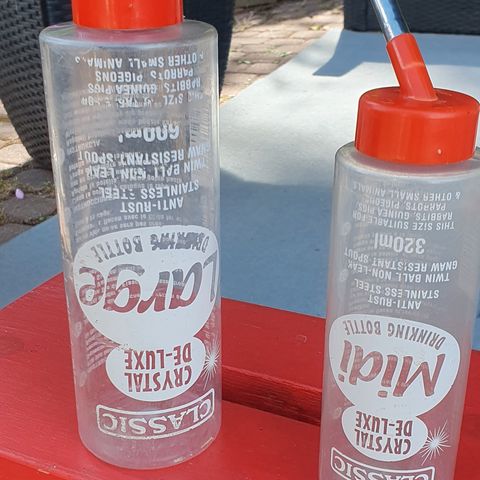 CLASSIC
CRYSTAL
DE-LUXE
Large
DRINKING BOTTLE
ANTI-RUST
STAINLESS STEEL
TWIN BALL, NON-LEAK
GNAW RESISTANT SPOUT
600ml
SIZE
RABBITS, GUINEA PIGS
PARROTS, PIGEONS
& OTHER SMALL ANIMALS
CLASSIC
CRYSTAL
DE-LUXE
Midi
DRINKING BOTTLE
ANTI-RUST
STAINLESS STEEL
TWIN BALL, NON-LEAK
GNAW RESISTANT SPOUT
320ml
THIS SIZE SUITABLE FOR
RABBITS, GUINEA PIGS,
PARROTS, PIGEONS
& OTHER SMALL ANIMALS